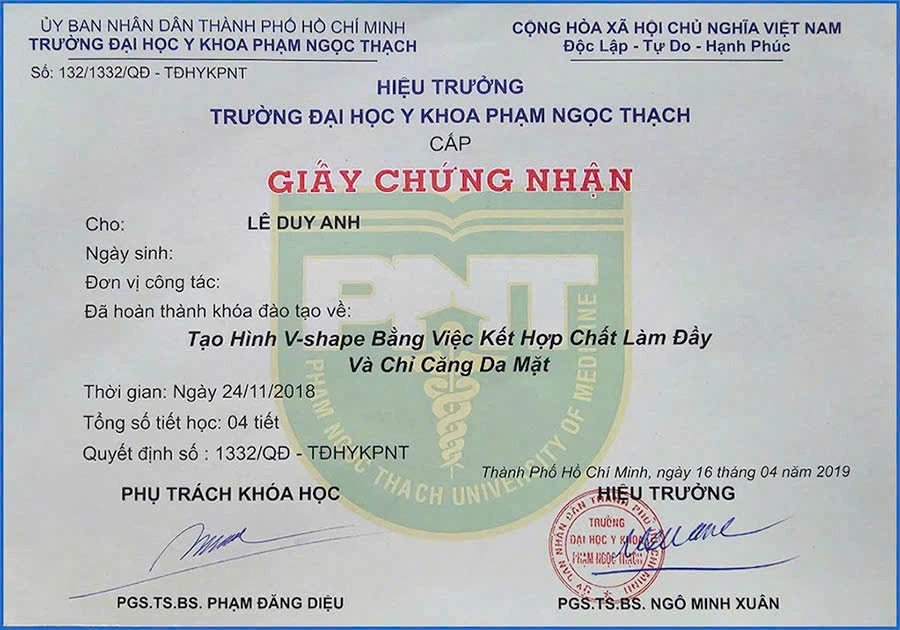 ỦY BAN NHÂN DÂN THÀNH PHỐ HỒ CHÍ MINH
TRƯỜNG ĐẠI HỌC Y KHOA PHẠM NGỌC THẠCH
Số: 132/1332/QĐ - TĐHYKPNT
CỘNG HÒA XÃ HỘI CHỦ NGHĨA VIỆT NAM
Độc Lập - Tự Do - Hạnh Phúc
HIỆU TRƯỞNG
TRƯỜNG ĐẠI HỌC Y KHOA PHẠM NGỌC THẠCH
CẤP
GIẤY CHỨNG NHẬN
Cho: LÊ DUY ANH
Ngày sinh:
Đơn vị công tác:
Đã hoàn thành khóa đào tạo về:
Tạo Hình V-shape Bằng Việc Kết Hợp Chất Làm Đầy
Và Chỉ Căng Da Mặt
Thời gian: Ngày 24/11/2018
Tổng số tiết học: 04 tiết
Quyết định số : 1332/QĐ - TĐHYKPNT
PNT
PHAM NGOC THACH UNIVERSITY OF MEDICINE
Thành Phố Hồ Chí Minh, ngày 16 tháng 04 năm 2019
PHỤ TRÁCH KHÓA HỌC
HIỆU TRƯỞNG
TRƯỜNG
ĐẠI HỌC Y KHOA
PHẠM NGỌC THẠCH
PGS.TS.BS. PHẠM ĐĂNG DIỆU
PGS.TS.BS. NGÔ MINH XUÂN